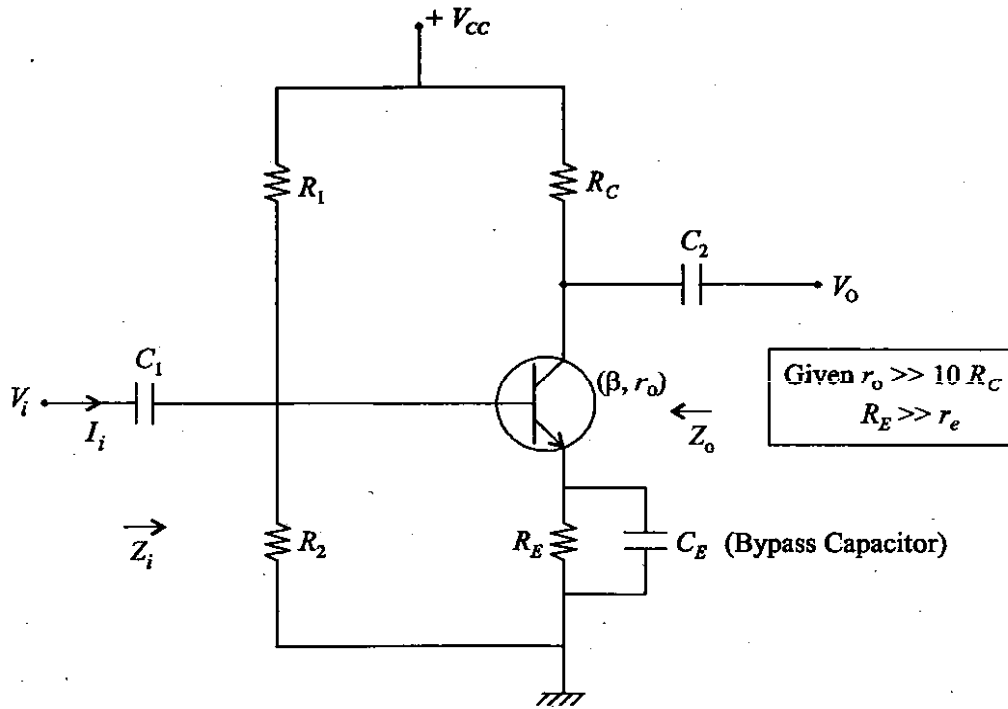 + V_CC
R_1
R_C
C_2
V_o
C_1
(β, r_o)
Given r_o >> 10 R_C
R_E >> r_e
V_i
I_i
Z_o
Z_i
R_2
R_E
C_E (Bypass Capacitor)